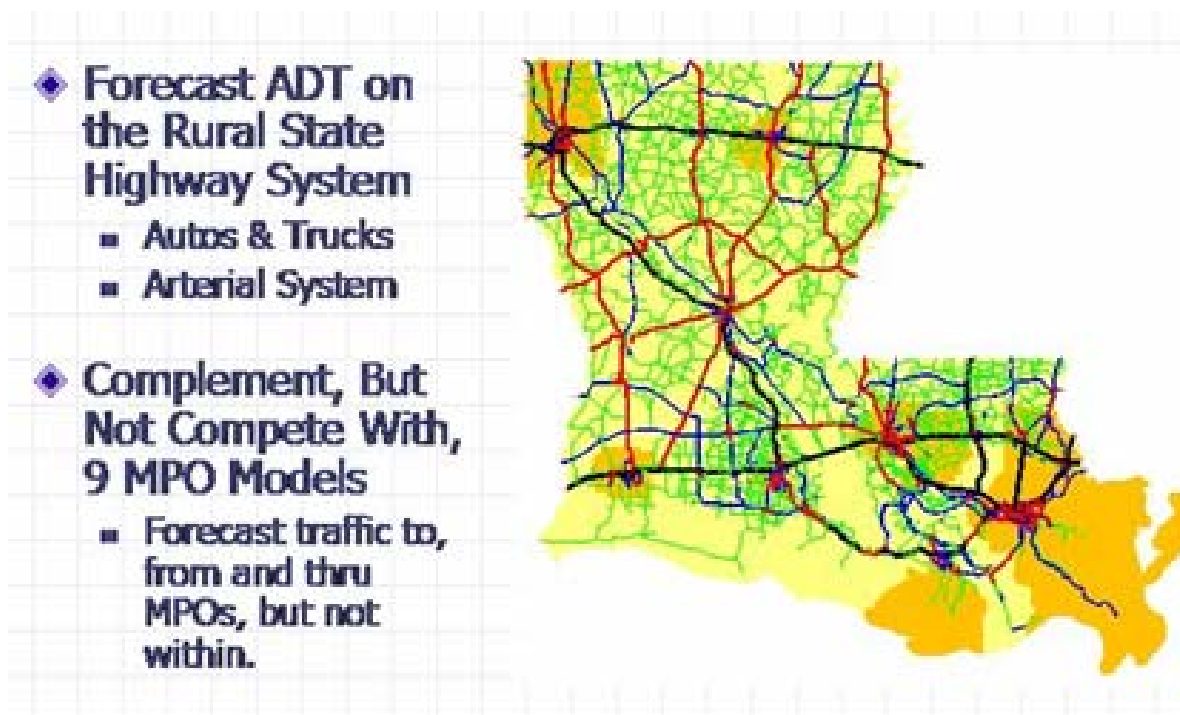 Forecast ADT on
the Rural State
Highway System
Autos & Trucks
Arterial System
Complement, But
Not Compete With,
9 MPO Models
Forecast traffic to,
from and thru
MPOs, but not
within.